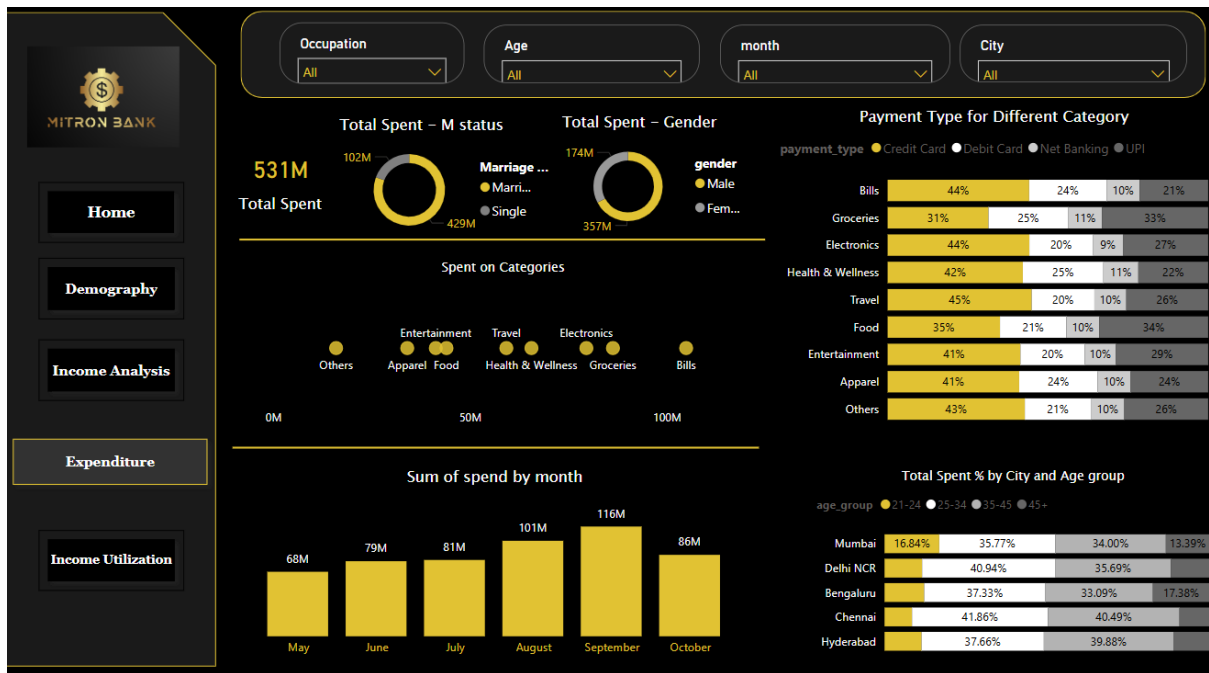 MITRON BANK
Home
Demography
Income Analysis
Expenditure
Income Utilization
Occupation
All
Age
All
month
All
City
All
531M
Total Spent
Total Spent – M status
102M
429M
Marriage ...
Marri...
Single
Total Spent – Gender
174M
357M
gender
Male
Fem...
Spent on Categories
Entertainment Travel Electronics
Others Apparel Food Health & Wellness Groceries Bills
0M 50M 100M
Sum of spend by month
68M 79M 81M 101M 116M 86M
May June July August September October
Payment Type for Different Category
payment_type Credit Card Debit Card Net Banking UPI
Bills 44% 24% 10% 21%
Groceries 31% 25% 11% 33%
Electronics 44% 20% 9% 27%
Health & Wellness 42% 25% 11% 22%
Travel 45% 20% 10% 26%
Food 35% 21% 10% 34%
Entertainment 41% 20% 10% 29%
Apparel 41% 24% 10% 24%
Others 43% 21% 10% 26%
Total Spent % by City and Age group
age_group 21-24 25-34 35-45 45+
Mumbai 16.84% 35.77% 34.00% 13.39%
Delhi NCR 40.94% 35.69%
Bengaluru 37.33% 33.09% 17.38%
Chennai 41.86% 40.49%
Hyderabad 37.66% 39.88%